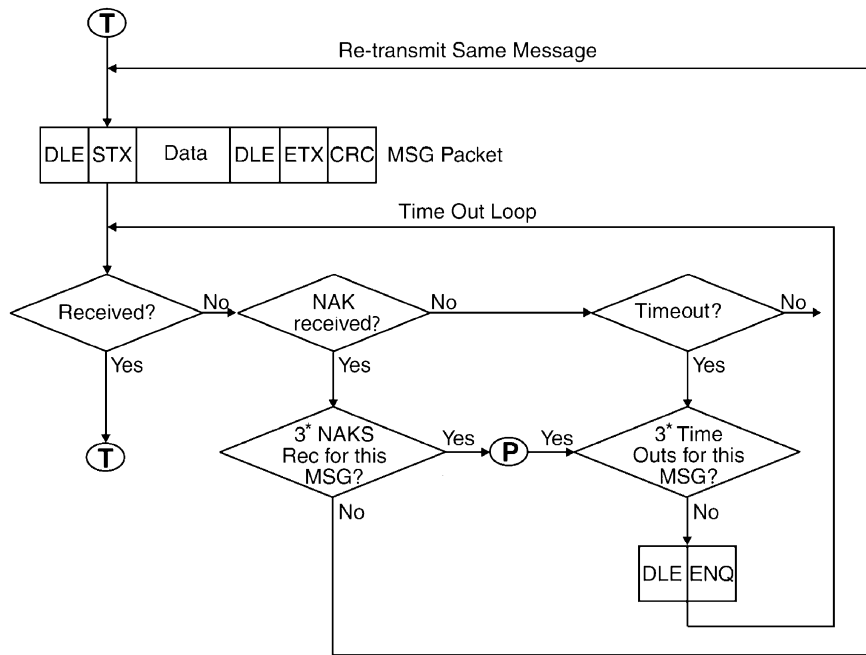 T
Re-transmit Same Message
DLE STX Data DLE ETX CRC MSG Packet
Time Out Loop
Received?
No
NAK
received?
No
Timeout?
No
Yes
Yes
Yes
T
3* NAKS
Rec for this
MSG?
Yes
P
Yes
3* Time
Outs for this
MSG?
No
No
DLE ENQ